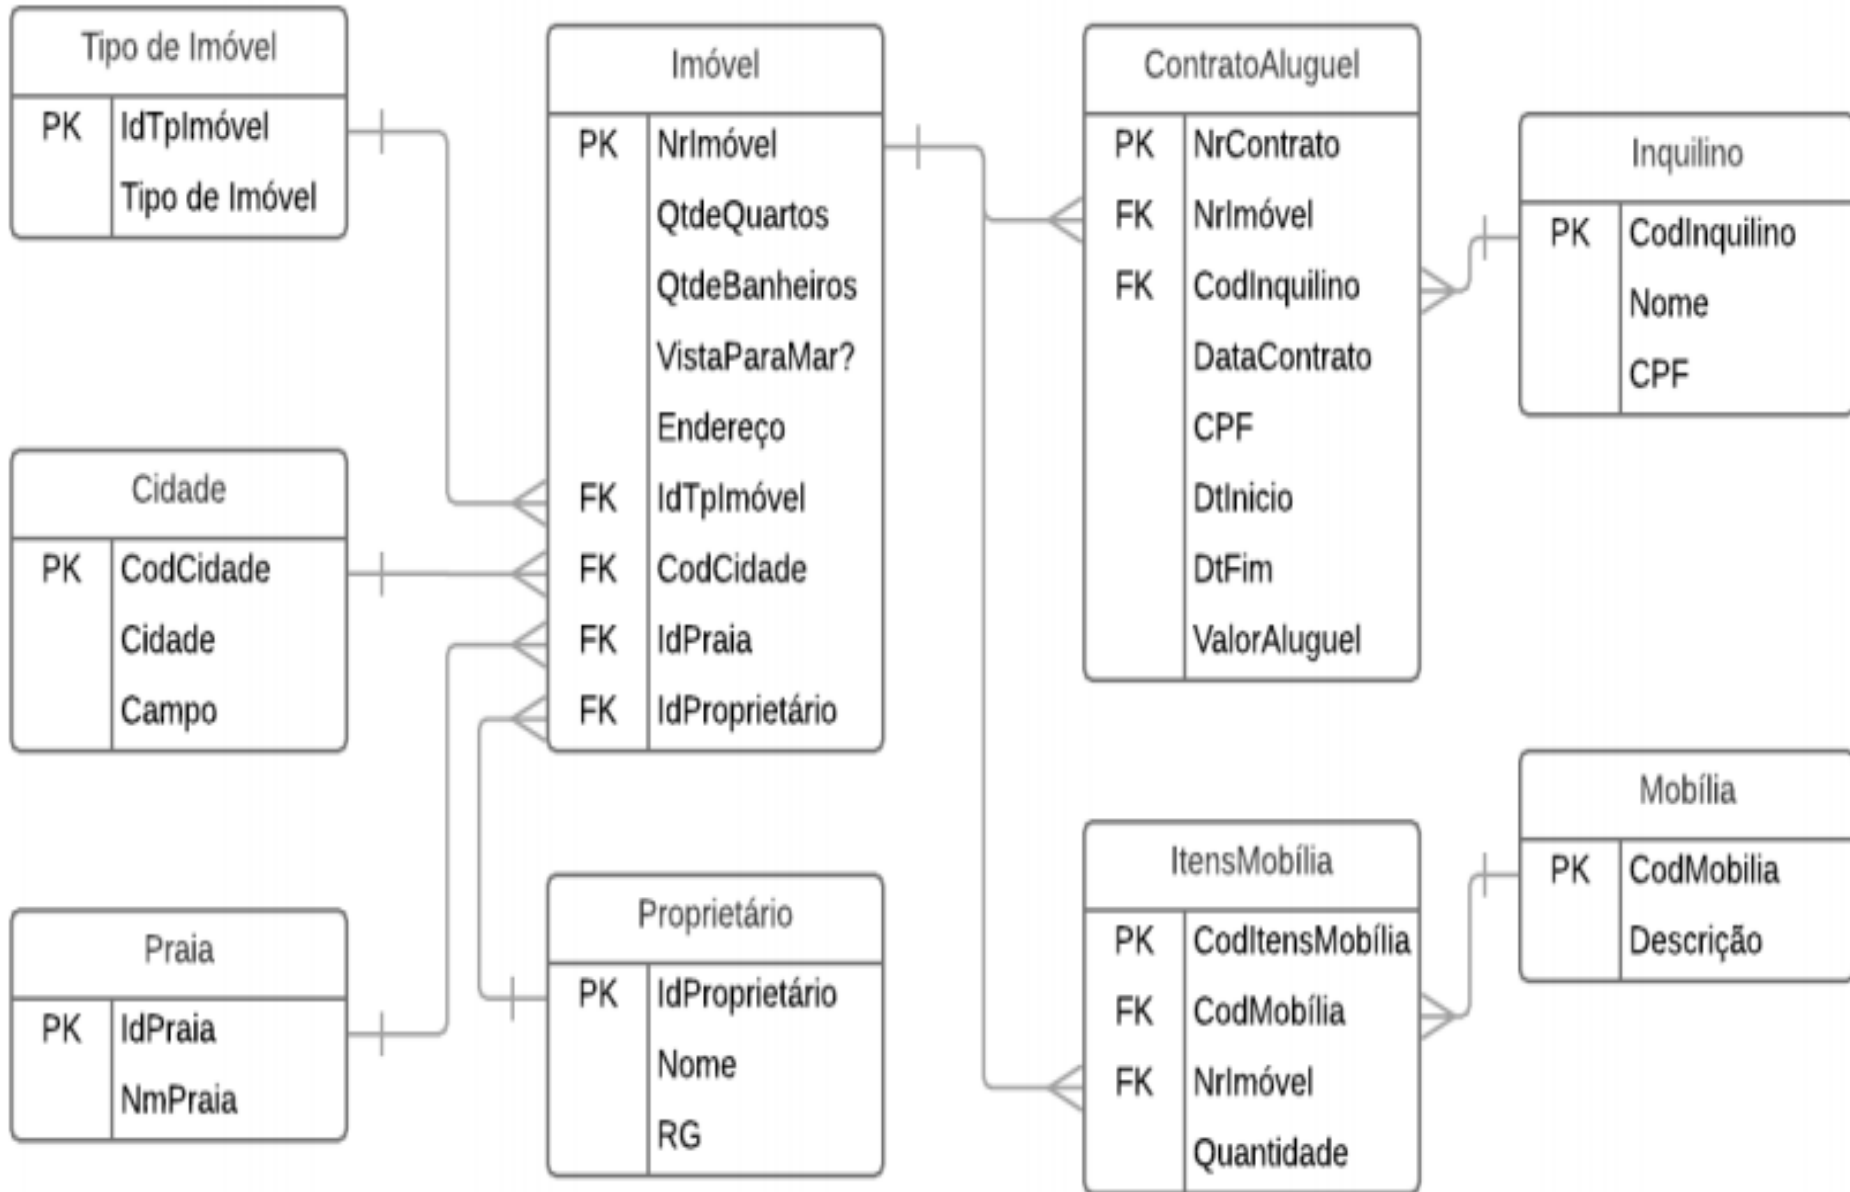 Tipo de Imóvel
PK IdTpImóvel
Tipo de Imóvel
Cidade
PK CodCidade
Cidade
Campo
Praia
PK IdPraia
NmPraia
Imóvel
PK NrImóvel
QtdeQuartos
QtdeBanheiros
VistaParaMar?
Endereço
FK IdTpImóvel
FK CodCidade
FK IdPraia
FK IdProprietário
Proprietário
PK IdProprietário
Nome
RG
ContratoAluguel
PK NrContrato
FK NrImóvel
FK CodInquilino
DataContrato
CPF
DtInicio
DtFim
ValorAluguel
ItensMobília
PK CodItensMobília
FK CodMobília
FK NrImóvel
Quantidade
Inquilino
PK CodInquilino
Nome
CPF
Mobília
PK CodMobilia
Descrição